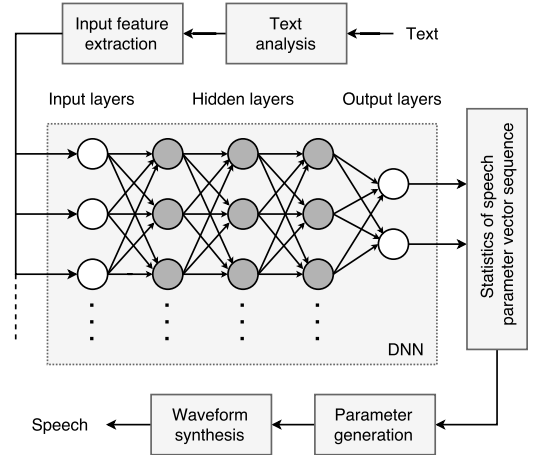 Input feature
extraction
Text
analysis
Text
Input layers
Hidden layers
Output layers
Statistics of speech
parameter vector sequence
DNN
Speech
Waveform
synthesis
Parameter
generation